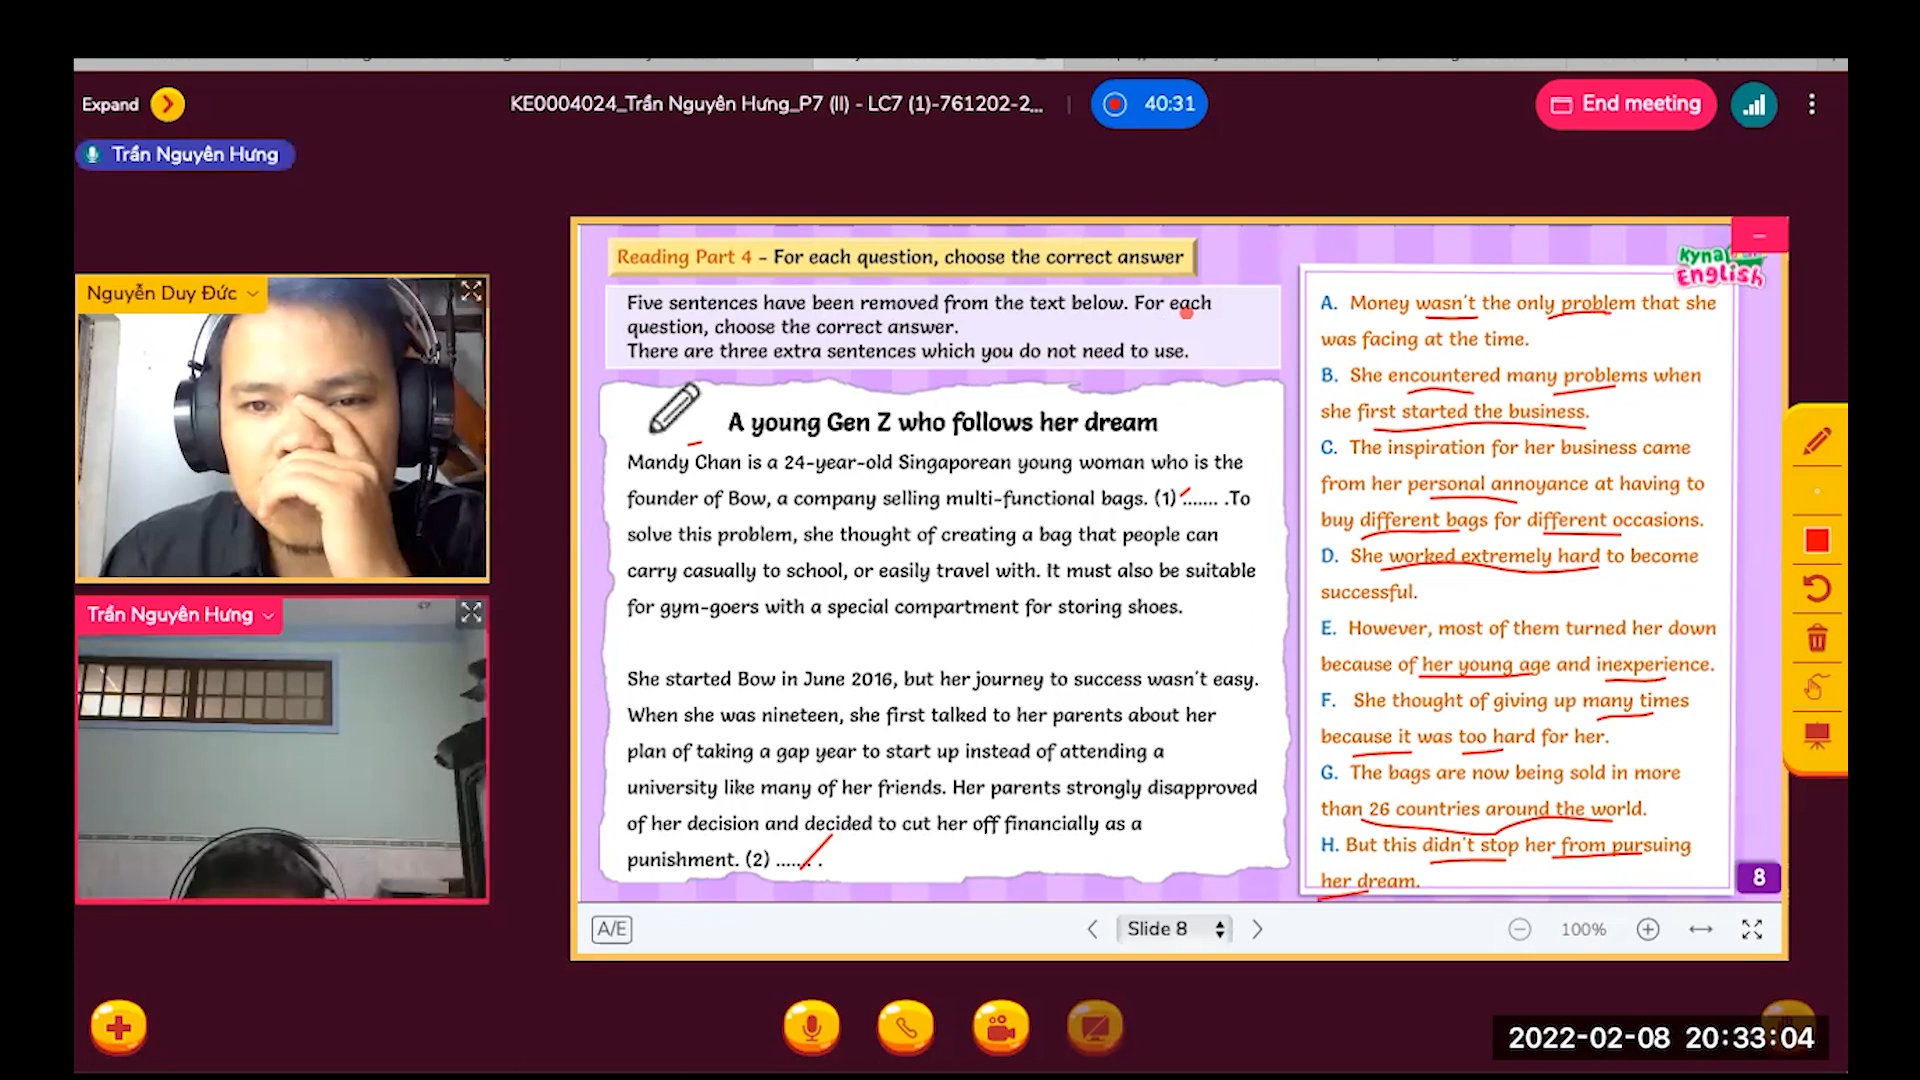 Expand
KE0004024_Trần Nguyên Hưng_P7 (II) - LC7 (1)-761202-2...
40:31
End meeting
Trần Nguyên Hưng
Nguyễn Duy Đức
Trần Nguyên Hưng
Reading Part 4 - For each question, choose the correct answer
Five sentences have been removed from the text below. For each
question, choose the correct answer.
There are three extra sentences which you do not need to use.
A young Gen Z who follows her dream
Mandy Chan is a 24-year-old Singaporean young woman who is the
founder of Bow, a company selling multi-functional bags. (1) ....... .To
solve this problem, she thought of creating a bag that people can
carry casually to school, or easily travel with. It must also be suitable
for gym-goers with a special compartment for storing shoes.
She started Bow in June 2016, but her journey to success wasn't easy.
When she was nineteen, she first talked to her parents about her
plan of taking a gap year to start up instead of attending a
university like many of her friends. Her parents strongly disapproved
of her decision and decided to cut her off financially as a
punishment. (2) ....... .
Kyna
English
A. Money wasn't the only problem that she
was facing at the time.
B. She encountered many problems when
she first started the business.
C. The inspiration for her business came
from her personal annoyance at having to
buy different bags for different occasions.
D. She worked extremely hard to become
successful.
E. However, most of them turned her down
because of her young age and inexperience.
F. She thought of giving up many times
because it was too hard for her.
G. The bags are now being sold in more
than 26 countries around the world.
H. But this didn't stop her from pursuing
her dream.
8
A/E
Slide 8
100%
2022-02-08 20:33:04